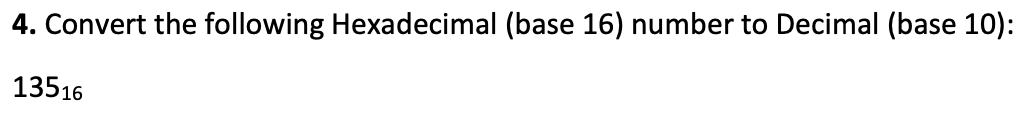 4. Convert the following Hexadecimal (base 16) number to Decimal (base 10):
135₁₆